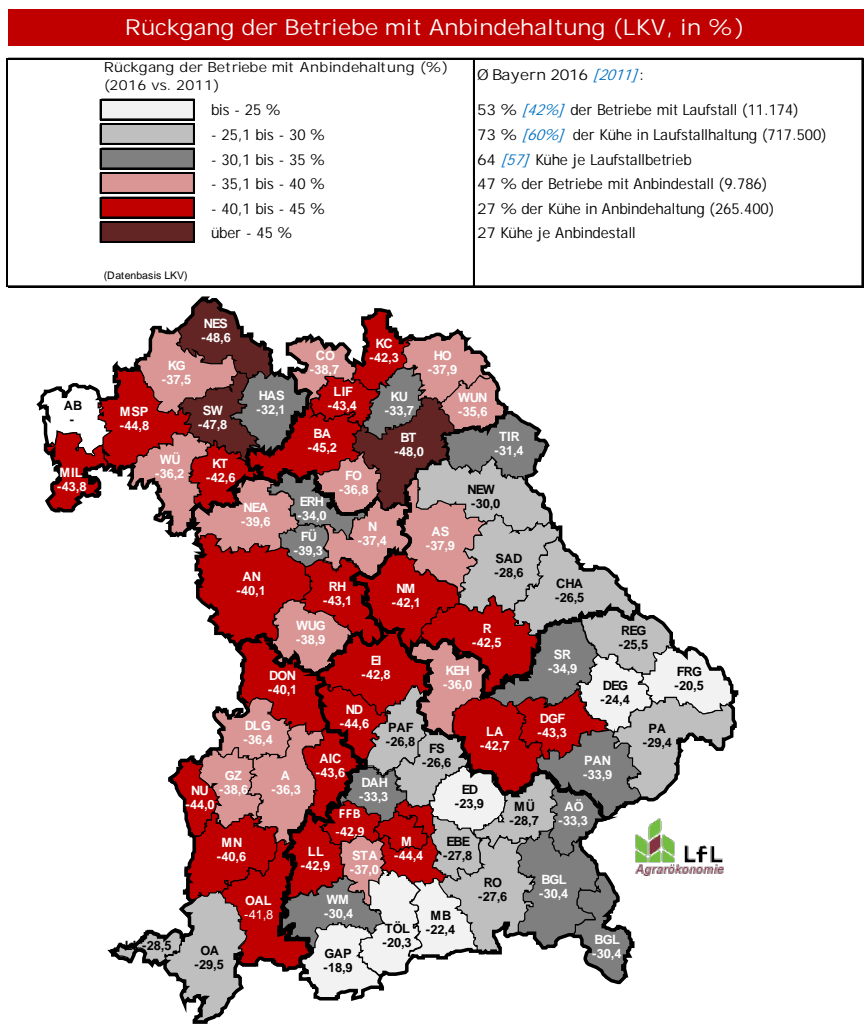 Rückgang der Betriebe mit Anbindehaltung (LKV, in %)
Rückgang der Betriebe mit Anbindehaltung (%)
(2016 vs. 2011)
bis - 25 %
- 25,1 bis - 30 %
- 30,1 bis - 35 %
- 35,1 bis - 40 %
- 40,1 bis - 45 %
über - 45 %
(Datenbasis LKV)
Ø Bayern 2016 [2011]:
53 % [42%] der Betriebe mit Laufstall (11.174)
73 % [60%] der Kühe in Laufstallhaltung (717.500)
64 [57] Kühe je Laufstallbetrieb
47 % der Betriebe mit Anbindestall (9.786)
27 % der Kühe in Anbindehaltung (265.400)
27 Kühe je Anbindestall
NES
-48,6
KC
-42,3
CO
-38,7
HO
-37,9
KG
-37,5
HAS
-32,1
LIF
-43,4
KU
-33,7
WUN
-35,6
AB
-
MSP
-44,8
SW
-47,8
BA
-45,2
BT
-48,0
TIR
-31,4
MIL
-43,8
WÜ
-36,2
KT
-42,6
FO
-36,8
NEW
-30,0
NEA
-39,6
ERH
-34,0
FÜ
-39,3
N
-37,4
AS
-37,9
SAD
-28,6
CHA
-26,5
AN
-40,1
RH
-43,1
NM
-42,1
WUG
-38,9
R
-42,5
REG
-25,5
SR
-34,9
FRG
-20,5
DEG
-24,4
DON
-40,1
EI
-42,8
KEH
-36,0
ND
-44,6
PAF
-26,8
LA
-42,7
DGF
-43,3
PA
-29,4
DLG
-36,4
FS
-26,6
AIC
-43,6
PAN
-33,9
NU
-44,0
GZ
-38,6
A
-36,3
DAH
-33,3
ED
-23,9
MÜ
-28,7
AÖ
-33,3
FFB
-42,9
M
-44,4
EBE
-27,8
MN
-40,6
LL
-42,9
STA
-37,0
RO
-27,6
BGL
-30,4
OAL
-41,8
WM
-30,4
TÖL
-20,3
MB
-22,4
BGL
-30,4
-28,5
OA
-29,5
GAP
-18,9
LfL
Agrarökonomie